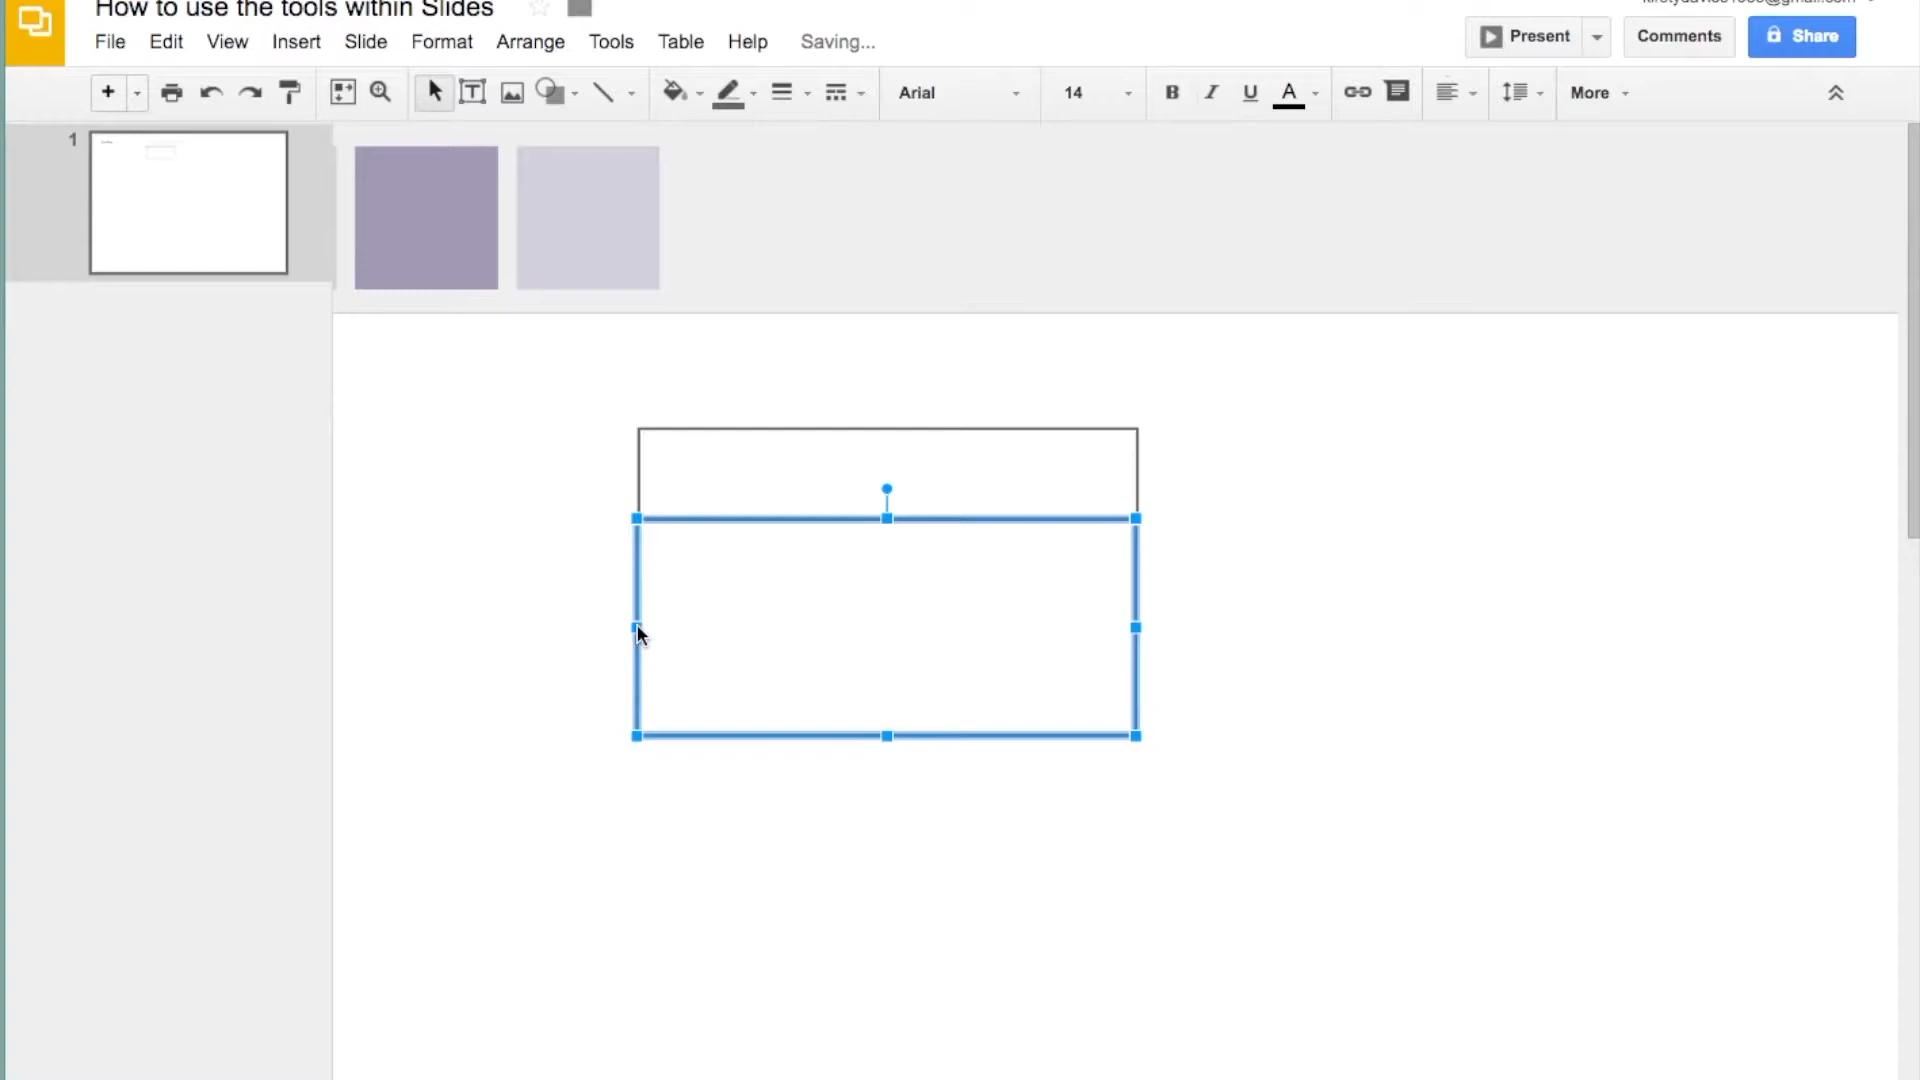 How to use the tools within Slides
File Edit View Insert Slide Format Arrange Tools Table Help Saving...
Present Comments Share
Arial 14 B I U A More
1